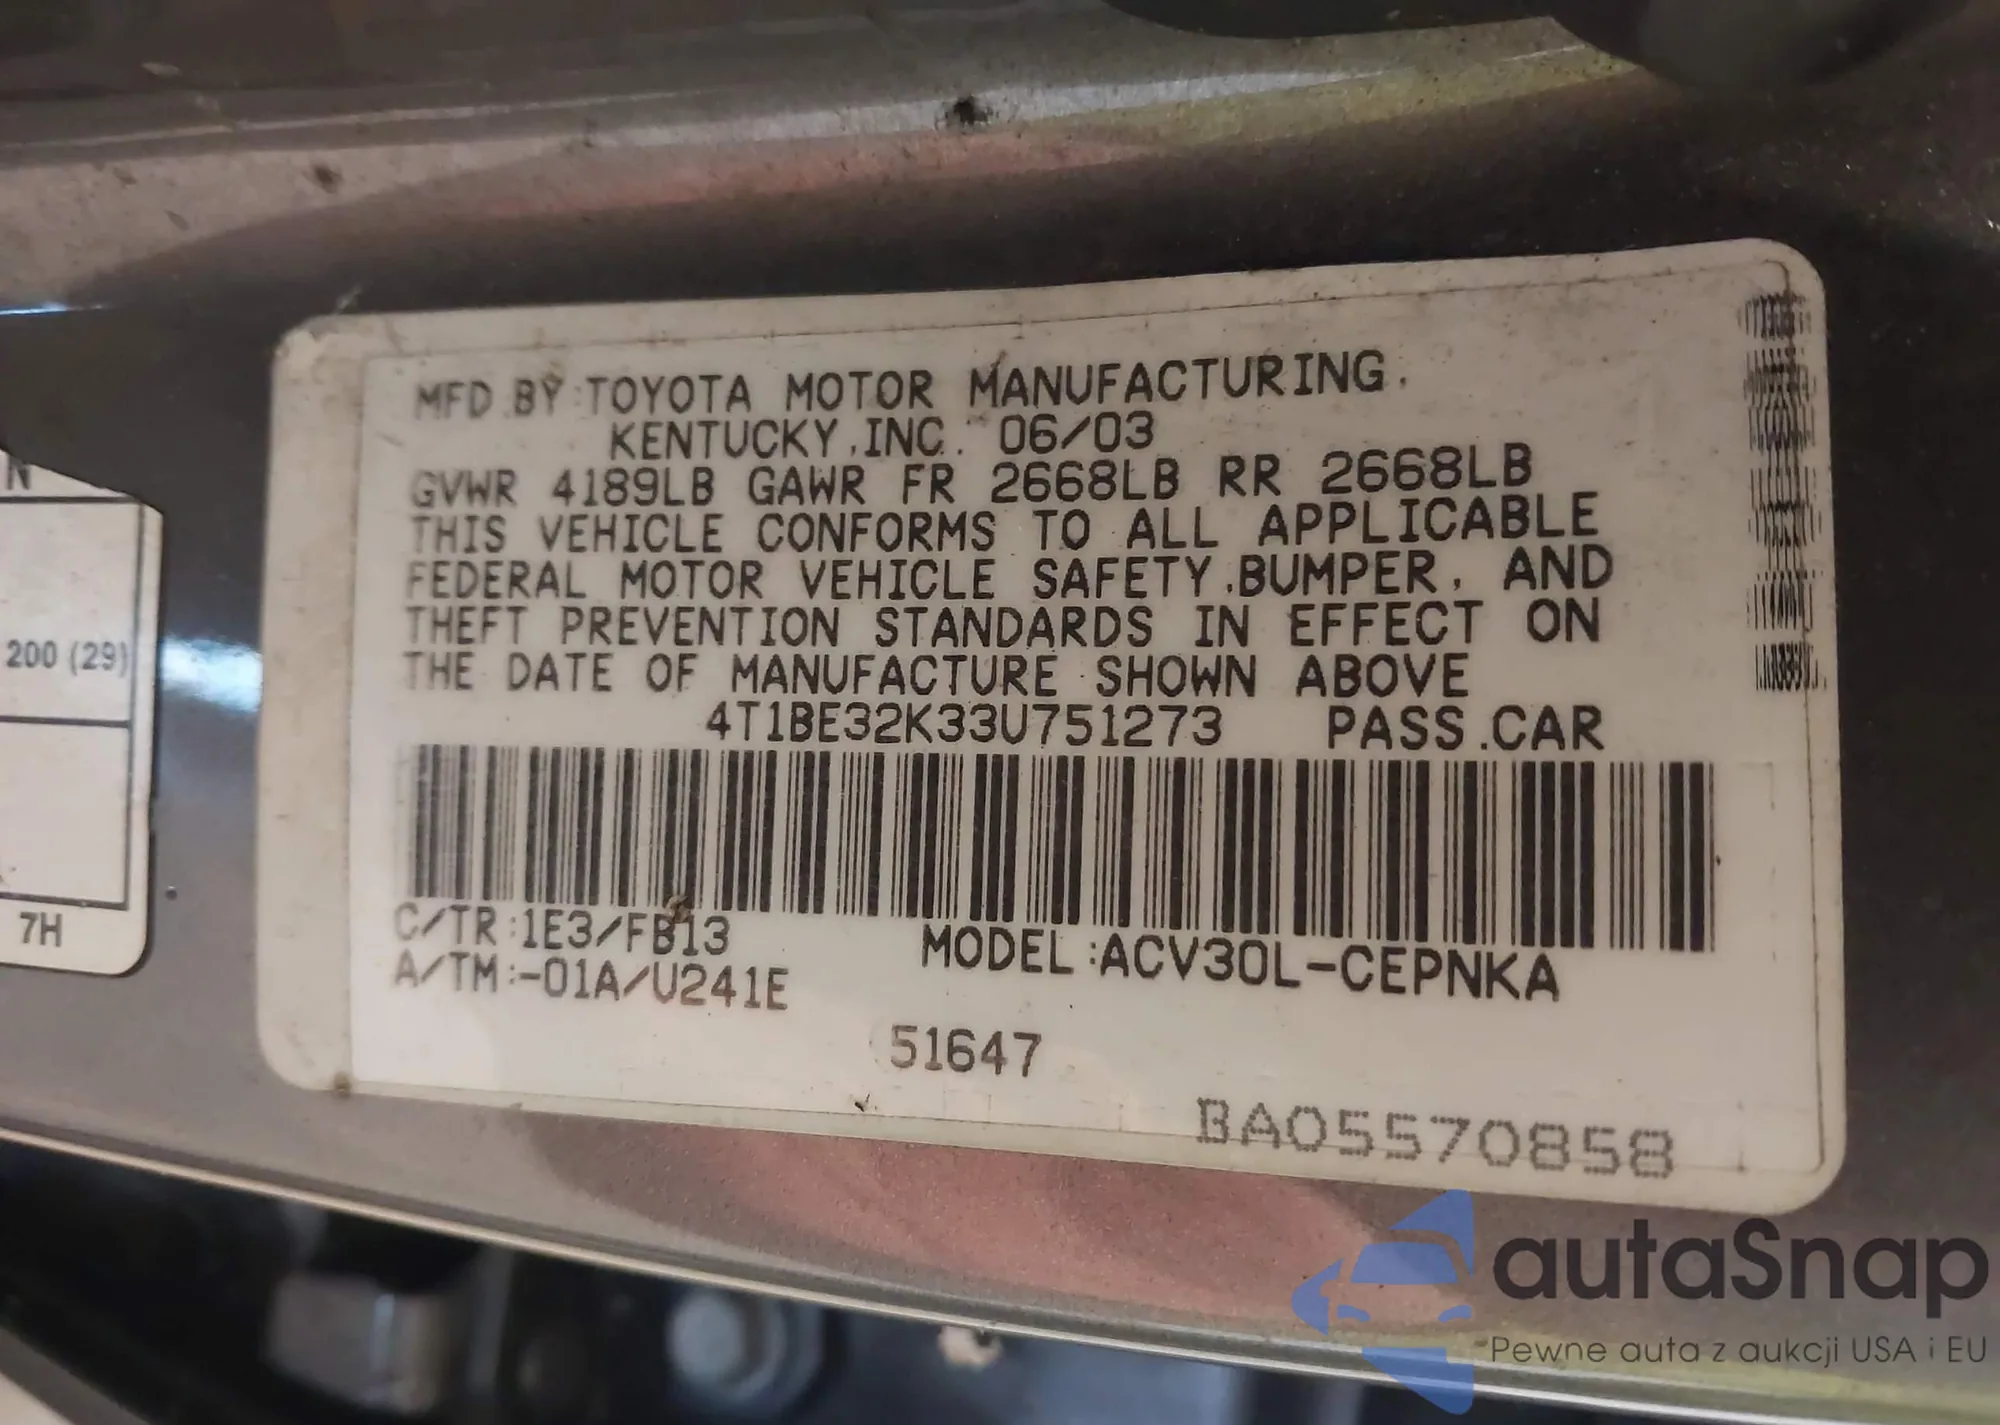 MFD.BY:TOYOTA MOTOR MANUFACTURING.
KENTUCKY,INC. 06/03
GVWR 4189LB GAWR FR 2668LB RR 2668LB
THIS VEHICLE CONFORMS TO ALL APPLICABLE
FEDERAL MOTOR VEHICLE SAFETY,BUMPER, AND
THEFT PREVENTION STANDARDS IN EFFECT ON
THE DATE OF MANUFACTURE SHOWN ABOVE
4T1BE32K33U751273 PASS.CAR
C/TR:1E3/FB13
A/TM:-01A/U241E
MODEL:ACV30L-CEPNKA
51647
BA05570858
N
200 (29)
7H
autaSnap
Pewne auta z aukcji USA i EU